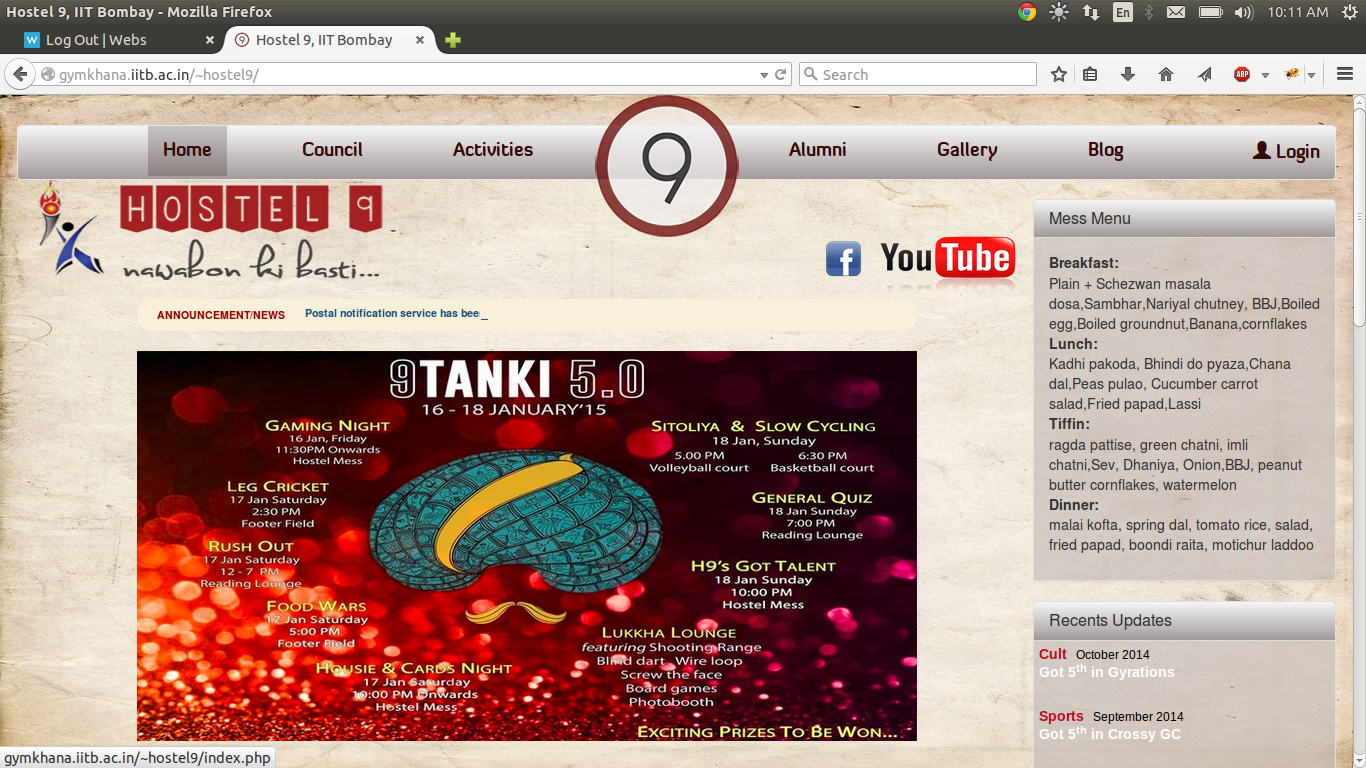 Hostel 9, IIT Bombay - Mozilla Firefox
En
10:11 AM
W Log Out | Webs
9 Hostel 9, IIT Bombay
gymkhana.iitb.ac.in/~hostel9/
Search
ABP
Home Council Activities 9 Alumni Gallery Blog Login
HOSTEL 9
nawabon ki basti...
f YouTube
ANNOUNCEMENT/NEWS Postal notification service has bee_
9TANKI 5.0
16 - 18 JANUARY'15
GAMING NIGHT
16 Jan, Friday
11:30PM Onwards
Hostel Mess
LEG CRICKET
17 Jan Saturday
2:30 PM
Footer Field
RUSH OUT
17 Jan Saturday
12 - 7 PM
Reading Lounge
FOOD WARS
17 Jan Saturday
5:00 PM
Footer Field
HOUSIE & CARDS NIGHT
17 Jan Saturday
10:00 PM Onwards
Hostel Mess
SITOLIYA & SLOW CYCLING
18 Jan, Sunday
5.00 PM 6:30 PM
Volleyball court Basketball court
GENERAL QUIZ
18 Jan Sunday
7:00 PM
Reading Lounge
H9'S GOT TALENT
18 Jan Sunday
10:00 PM
Hostel Mess
LUKKHA LOUNGE
featuring Shooting Range
Blind dart Wire loop
Screw the face
Board games
Photobooth
EXCITING PRIZES TO BE WON...
Mess Menu
Breakfast:
Plain + Schezwan masala
dosa,Sambhar,Nariyal chutney, BBJ,Boiled
egg,Boiled groundnut,Banana,cornflakes
Lunch:
Kadhi pakoda, Bhindi do pyaza,Chana
dal,Peas pulao, Cucumber carrot
salad,Fried papad,Lassi
Tiffin:
ragda pattise, green chatni, imli
chatni,Sev, Dhaniya, Onion,BBJ, peanut
butter cornflakes, watermelon
Dinner:
malai kofta, spring dal, tomato rice, salad,
fried papad, boondi raita, motichur laddoo
Recents Updates
Cult October 2014
Got 5th in Gyrations
Sports September 2014
Got 5th in Crossy GC
gymkhana.iitb.ac.in/~hostel9/index.php